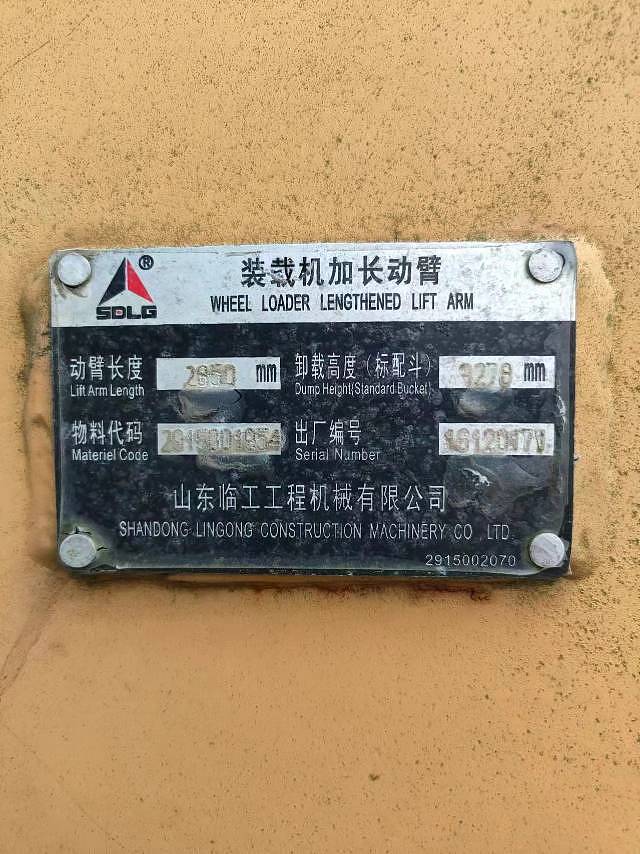 ®
SDLG
装载机加长动臂
WHEEL LOADER LENGTHENED LIFT ARM
动臂长度 2850 mm 卸载高度(标配斗) mm
Lift Arm Length Dump Height(Standard Bucket)
物料代码 出厂编号
Materiel Code Serial Number
山东临工工程机械有限公司
SHANDONG LINGONG CONSTRUCTION MACHINERY CO LTD
2915002070